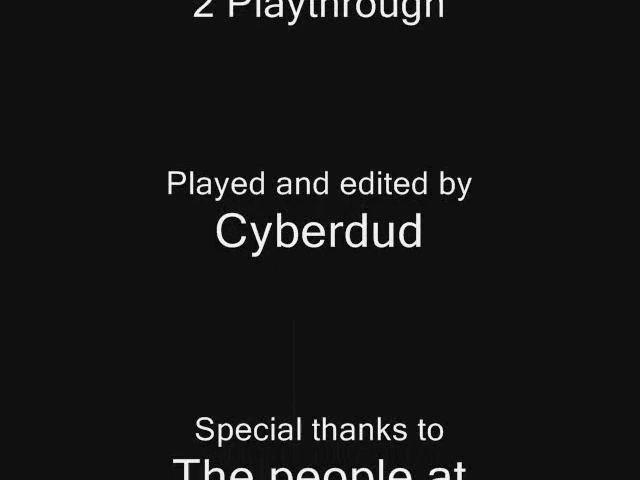 2 Playthrough
Played and edited by
Cyberdud
Special thanks to
The people at